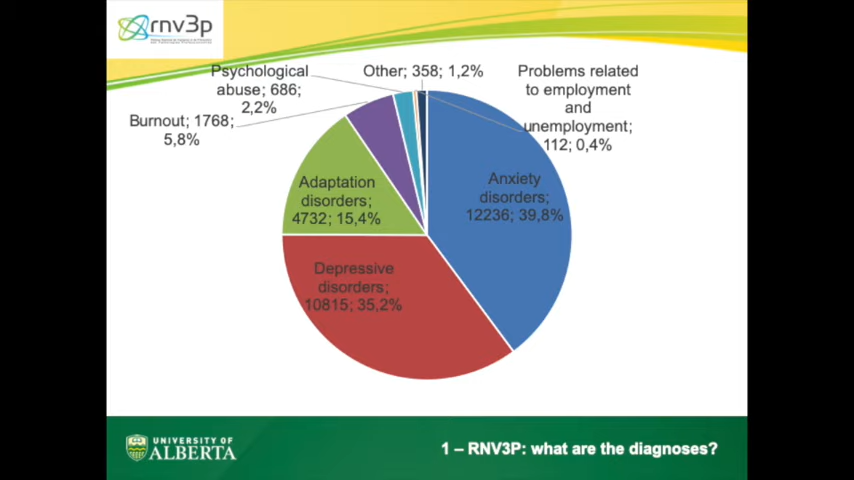 rnv3p
Psychological
abuse; 686;
2,2%
Other; 358; 1,2%
Problems related
to employment
and
unemployment;
112; 0,4%
Burnout; 1768;
5,8%
Anxiety
disorders;
12236; 39,8%
Adaptation
disorders;
4732; 15,4%
Depressive
disorders;
10815; 35,2%
UNIVERSITY OF
ALBERTA
1 – RNV3P: what are the diagnoses?